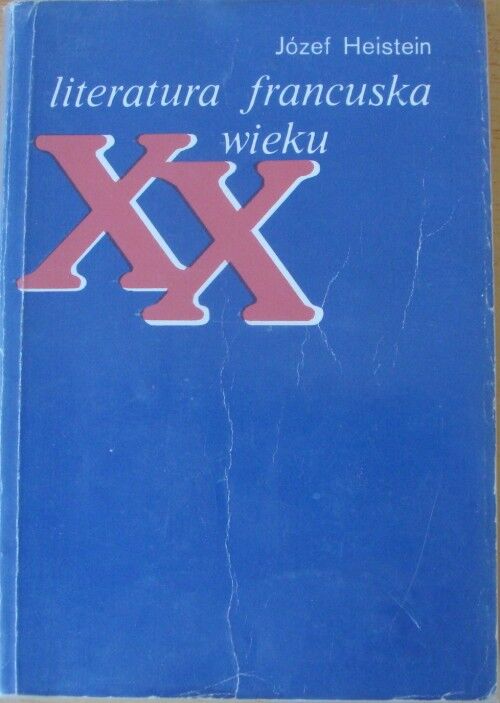 Józef Heistein
literatura francuska
XX wieku